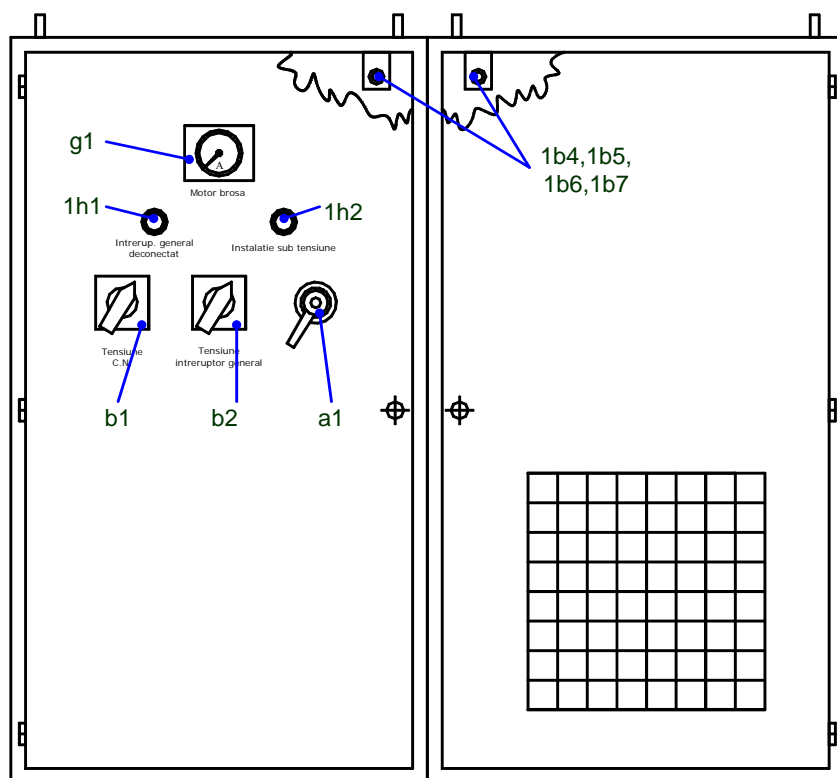 g1
A
Motor brosa
1b4,1b5,
1b6,1b7
1h1
1h2
Intrerup. general
deconectat
Instalatie sub tensiune
Tensiune
C.N.
Tensiune
intreruptor general
b1
b2
a1